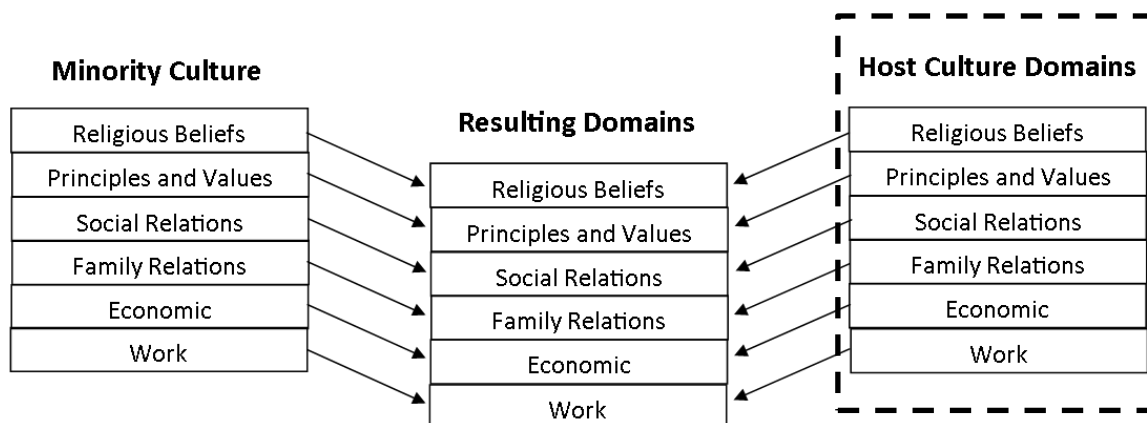 Minority Culture
Religious Beliefs
Principles and Values
Social Relations
Family Relations
Economic
Work
Resulting Domains
Religious Beliefs
Principles and Values
Social Relations
Family Relations
Economic
Work
Host Culture Domains
Religious Beliefs
Principles and Values
Social Relations
Family Relations
Economic
Work